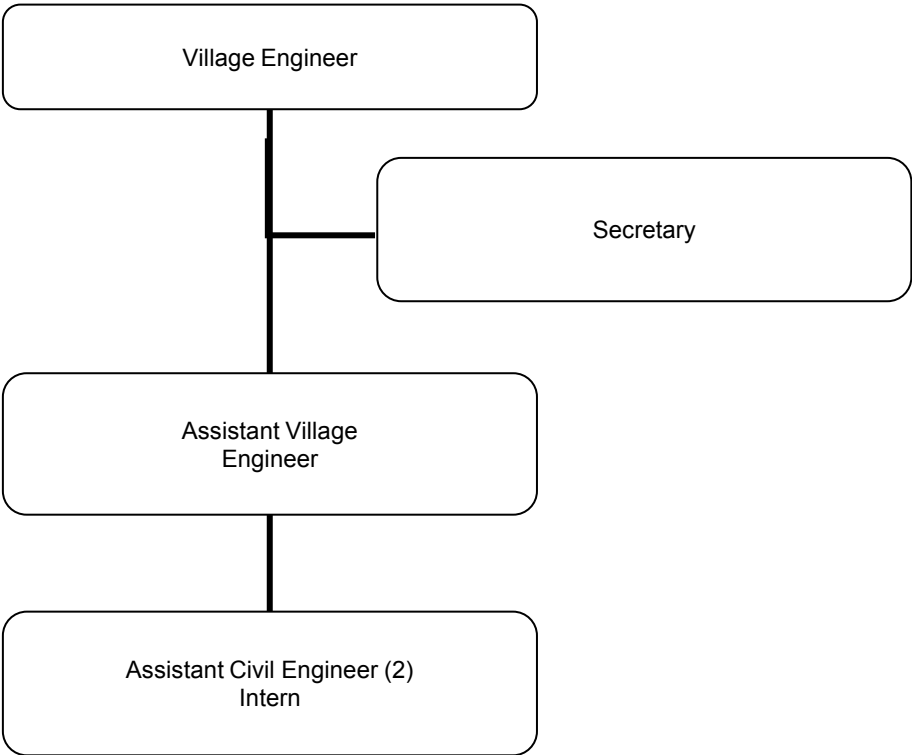 Village Engineer
Secretary
Assistant Village
Engineer
Assistant Civil Engineer (2)
Intern